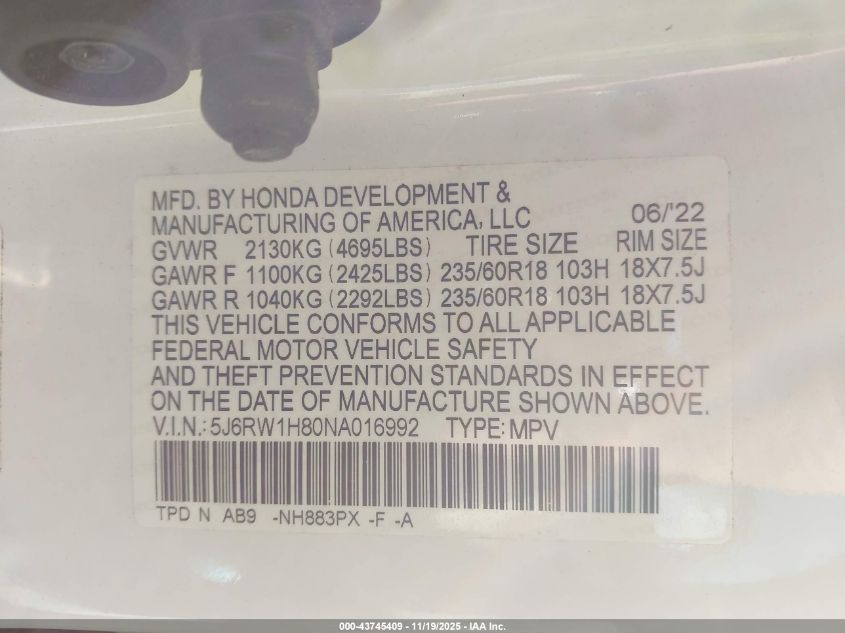 MFD. BY HONDA DEVELOPMENT &
MANUFACTURING OF AMERICA, LLC 06/'22
GVWR 2130KG (4695LBS) TIRE SIZE RIM SIZE
GAWR F 1100KG (2425LBS) 235/60R18 103H 18X7.5J
GAWR R 1040KG (2292LBS) 235/60R18 103H 18X7.5J
THIS VEHICLE CONFORMS TO ALL APPLICABLE
FEDERAL MOTOR VEHICLE SAFETY
AND THEFT PREVENTION STANDARDS IN EFFECT
ON THE DATE OF MANUFACTURE SHOWN ABOVE.
V.I.N.: 5J6RW1H80NA016992 TYPE: MPV
TPD N AB9 -NH883PX -F -A
000-43745409 - 11/19/2025 - IAA Inc.